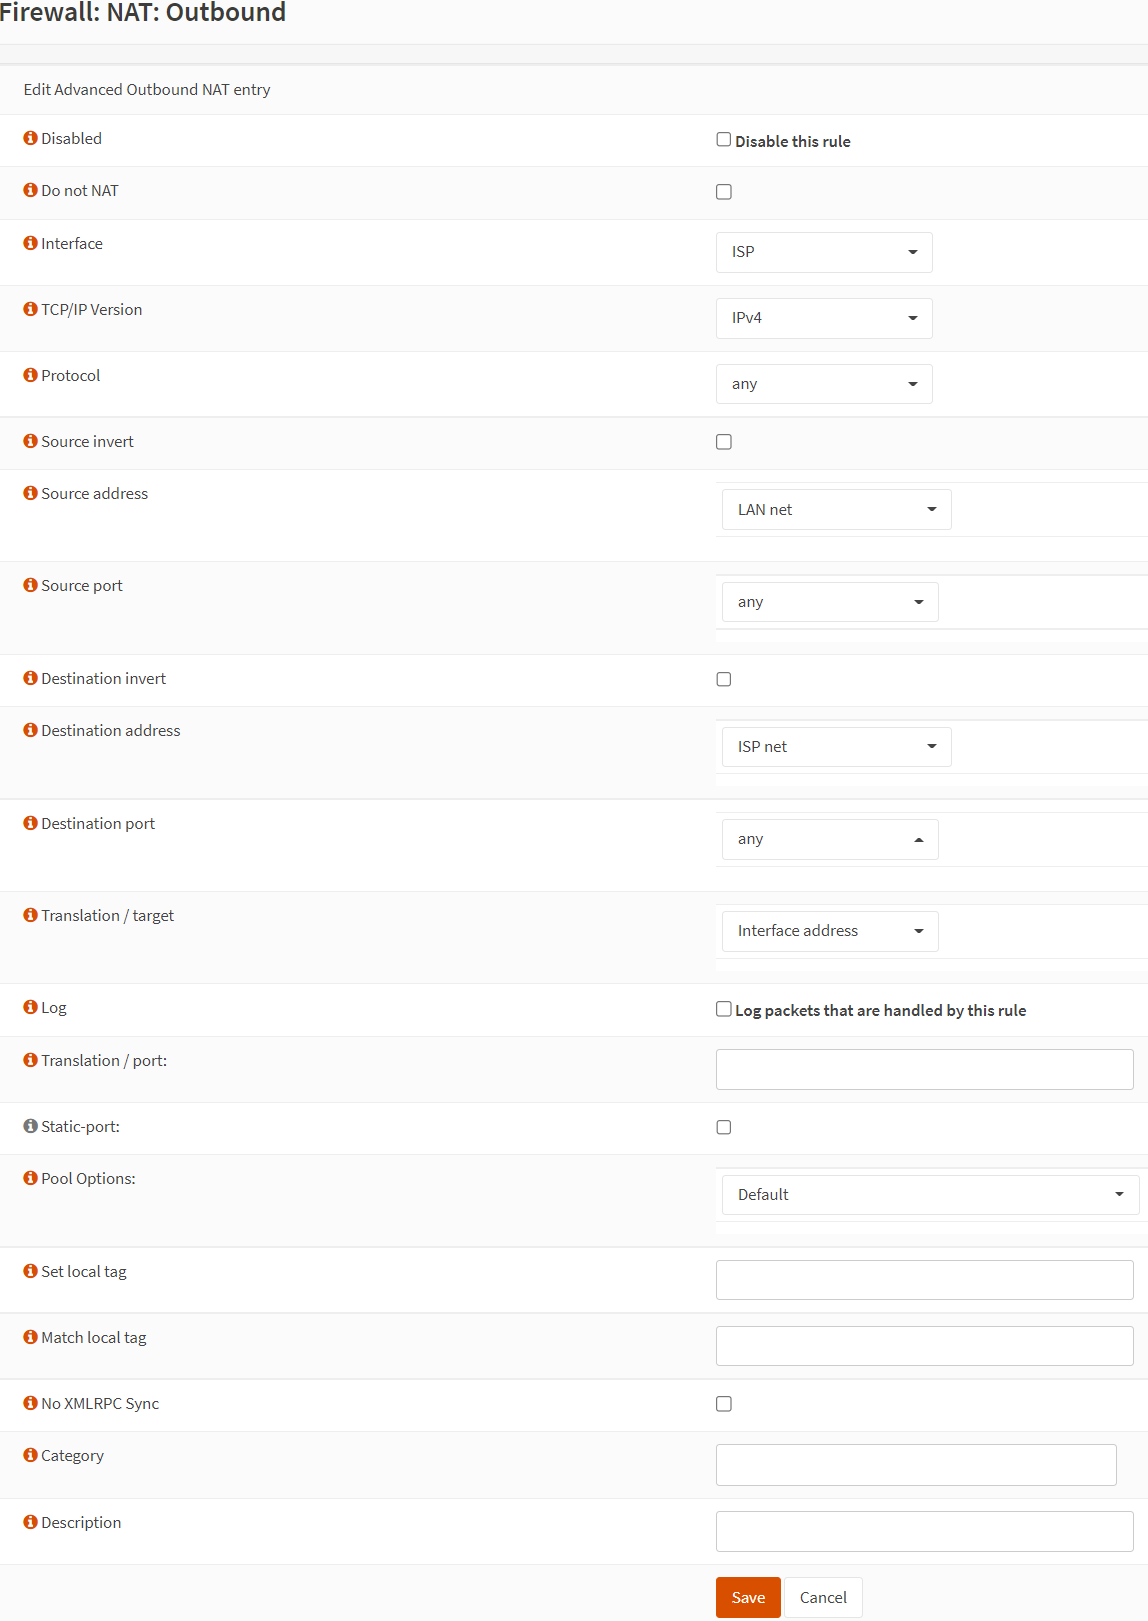 Firewall: NAT: Outbound
Edit Advanced Outbound NAT entry
Disabled
Disable this rule
Do not NAT
Interface
ISP
TCP/IP Version
IPv4
Protocol
any
Source invert
Source address
LAN net
Source port
any
Destination invert
Destination address
ISP net
Destination port
any
Translation / target
Interface address
Log
Log packets that are handled by this rule
Translation / port:
Static-port:
Pool Options:
Default
Set local tag
Match local tag
No XMLRPC Sync
Category
Description
Save
Cancel